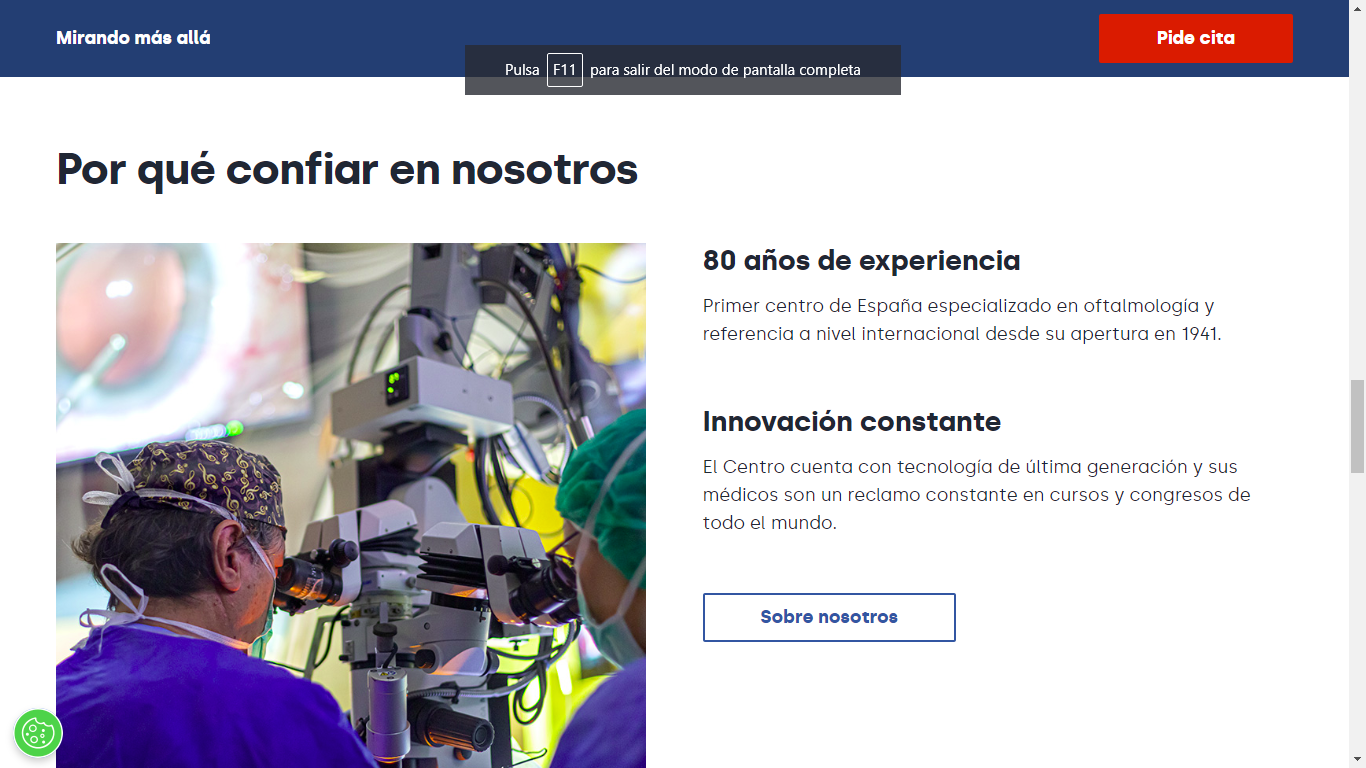 Mirando más allá
Pide cita
Pulsa F11 para salir del modo de pantalla completa
Por qué confiar en nosotros
80 años de experiencia
Primer centro de España especializado en oftalmología y
referencia a nivel internacional desde su apertura en 1941.
Innovación constante
El Centro cuenta con tecnología de última generación y sus
médicos son un reclamo constante en cursos y congresos de
todo el mundo.
Sobre nosotros